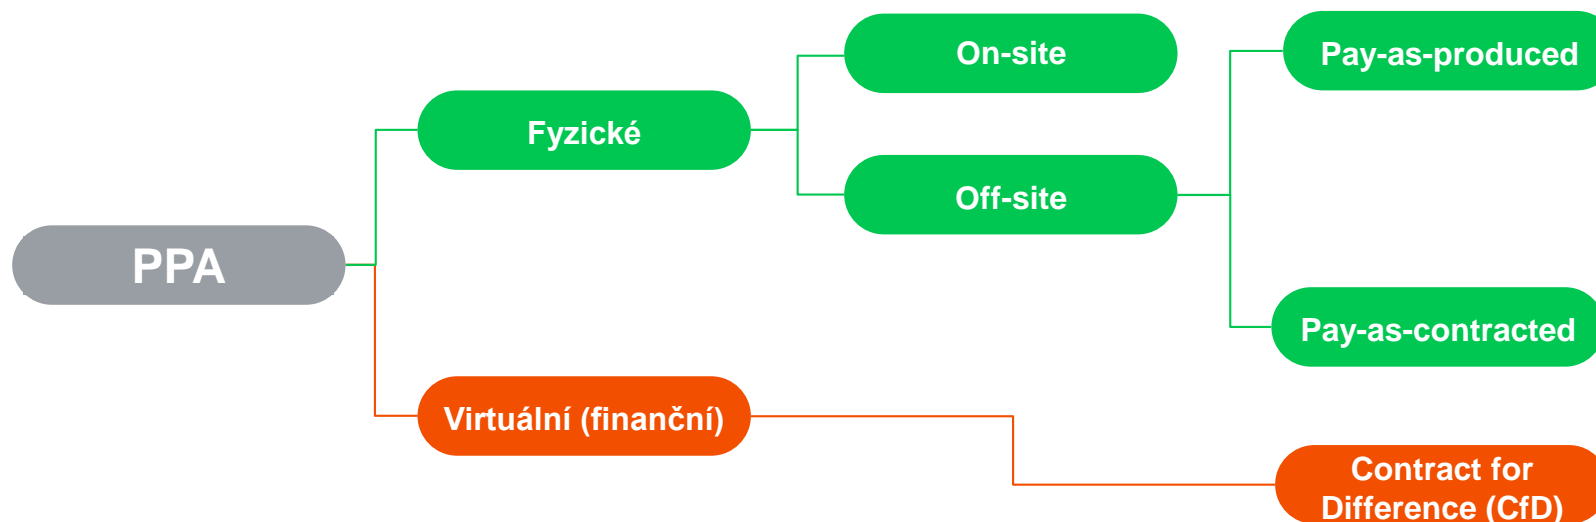 PPA
Fyzické
On-site
Off-site
Pay-as-produced
Pay-as-contracted
Virtuální (finanční)
Contract for
Difference (CfD)